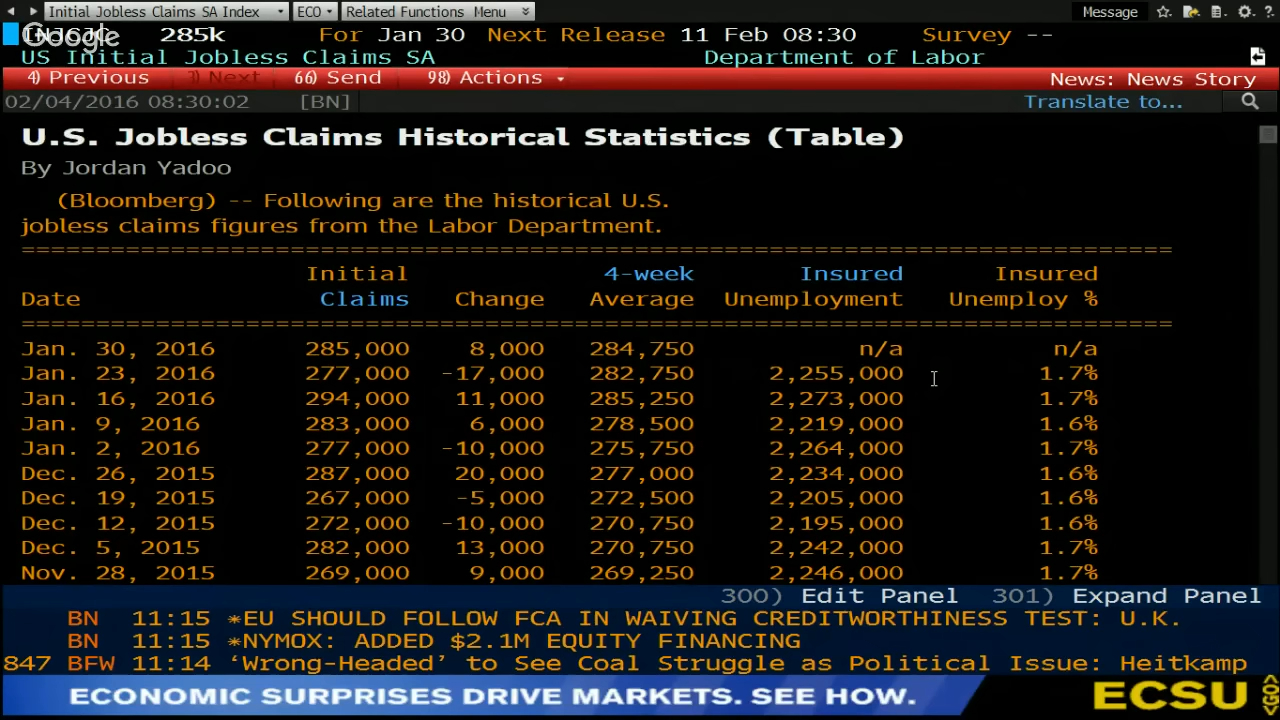 Initial Jobless Claims SA Index ECO Related Functions Menu Message
Google 285k For Jan 30 Next Release 11 Feb 08:30 Survey --
US Initial Jobless Claims SA Department of Labor
4) Previous 3) Next 66) Send 98) Actions News: News Story
02/04/2016 08:30:02 [BN] Translate to...
U.S. Jobless Claims Historical Statistics (Table)
By Jordan Yadoo
(Bloomberg) -- Following are the historical U.S.
jobless claims figures from the Labor Department.
Initial 4-week Insured Insured
Date Claims Change Average Unemployment Unemploy %
Jan. 30, 2016 285,000 8,000 284,750 n/a n/a
Jan. 23, 2016 277,000 -17,000 282,750 2,255,000 1.7%
Jan. 16, 2016 294,000 11,000 285,250 2,273,000 1.7%
Jan. 9, 2016 283,000 6,000 278,500 2,219,000 1.6%
Jan. 2, 2016 277,000 -10,000 275,750 2,264,000 1.7%
Dec. 26, 2015 287,000 20,000 277,000 2,234,000 1.6%
Dec. 19, 2015 267,000 -5,000 272,500 2,205,000 1.6%
Dec. 12, 2015 272,000 -10,000 270,750 2,195,000 1.6%
Dec. 5, 2015 282,000 13,000 270,750 2,242,000 1.7%
Nov. 28, 2015 269,000 9,000 269,250 2,246,000 1.7%
300) Edit Panel 301) Expand Panel
BN 11:15 *EU SHOULD FOLLOW FCA IN WAIVING CREDITWORTHINESS TEST: U.K.
BN 11:15 *NYMOX: ADDED $2.1M EQUITY FINANCING
847 BFW 11:14 ‘Wrong-Headed’ to See Coal Struggle as Political Issue: Heitkamp
ECONOMIC SURPRISES DRIVE MARKETS. SEE HOW. ECSU <GO>